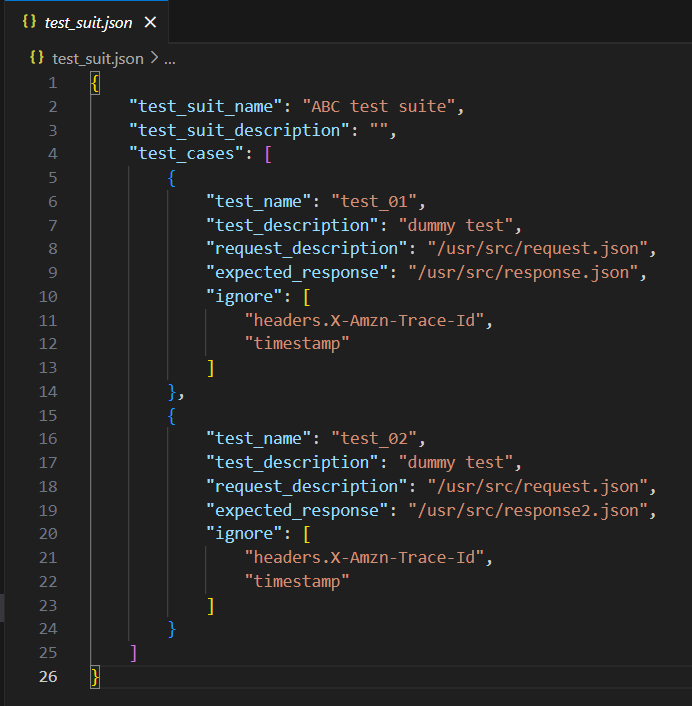 {} test_suit.json ×
{} test_suit.json > ...
1 {
2     "test_suit_name": "ABC test suite",
3     "test_suit_description": "",
4     "test_cases": [
5         {
6             "test_name": "test_01",
7             "test_description": "dummy test",
8             "request_description": "/usr/src/request.json",
9             "expected_response": "/usr/src/response.json",
10             "ignore": [
11                 "headers.X-Amzn-Trace-Id",
12                 "timestamp"
13             ]
14         },
15         {
16             "test_name": "test_02",
17             "test_description": "dummy test",
18             "request_description": "/usr/src/request.json",
19             "expected_response": "/usr/src/response2.json",
20             "ignore": [
21                 "headers.X-Amzn-Trace-Id",
22                 "timestamp"
23             ]
24         }
25     ]
26 }